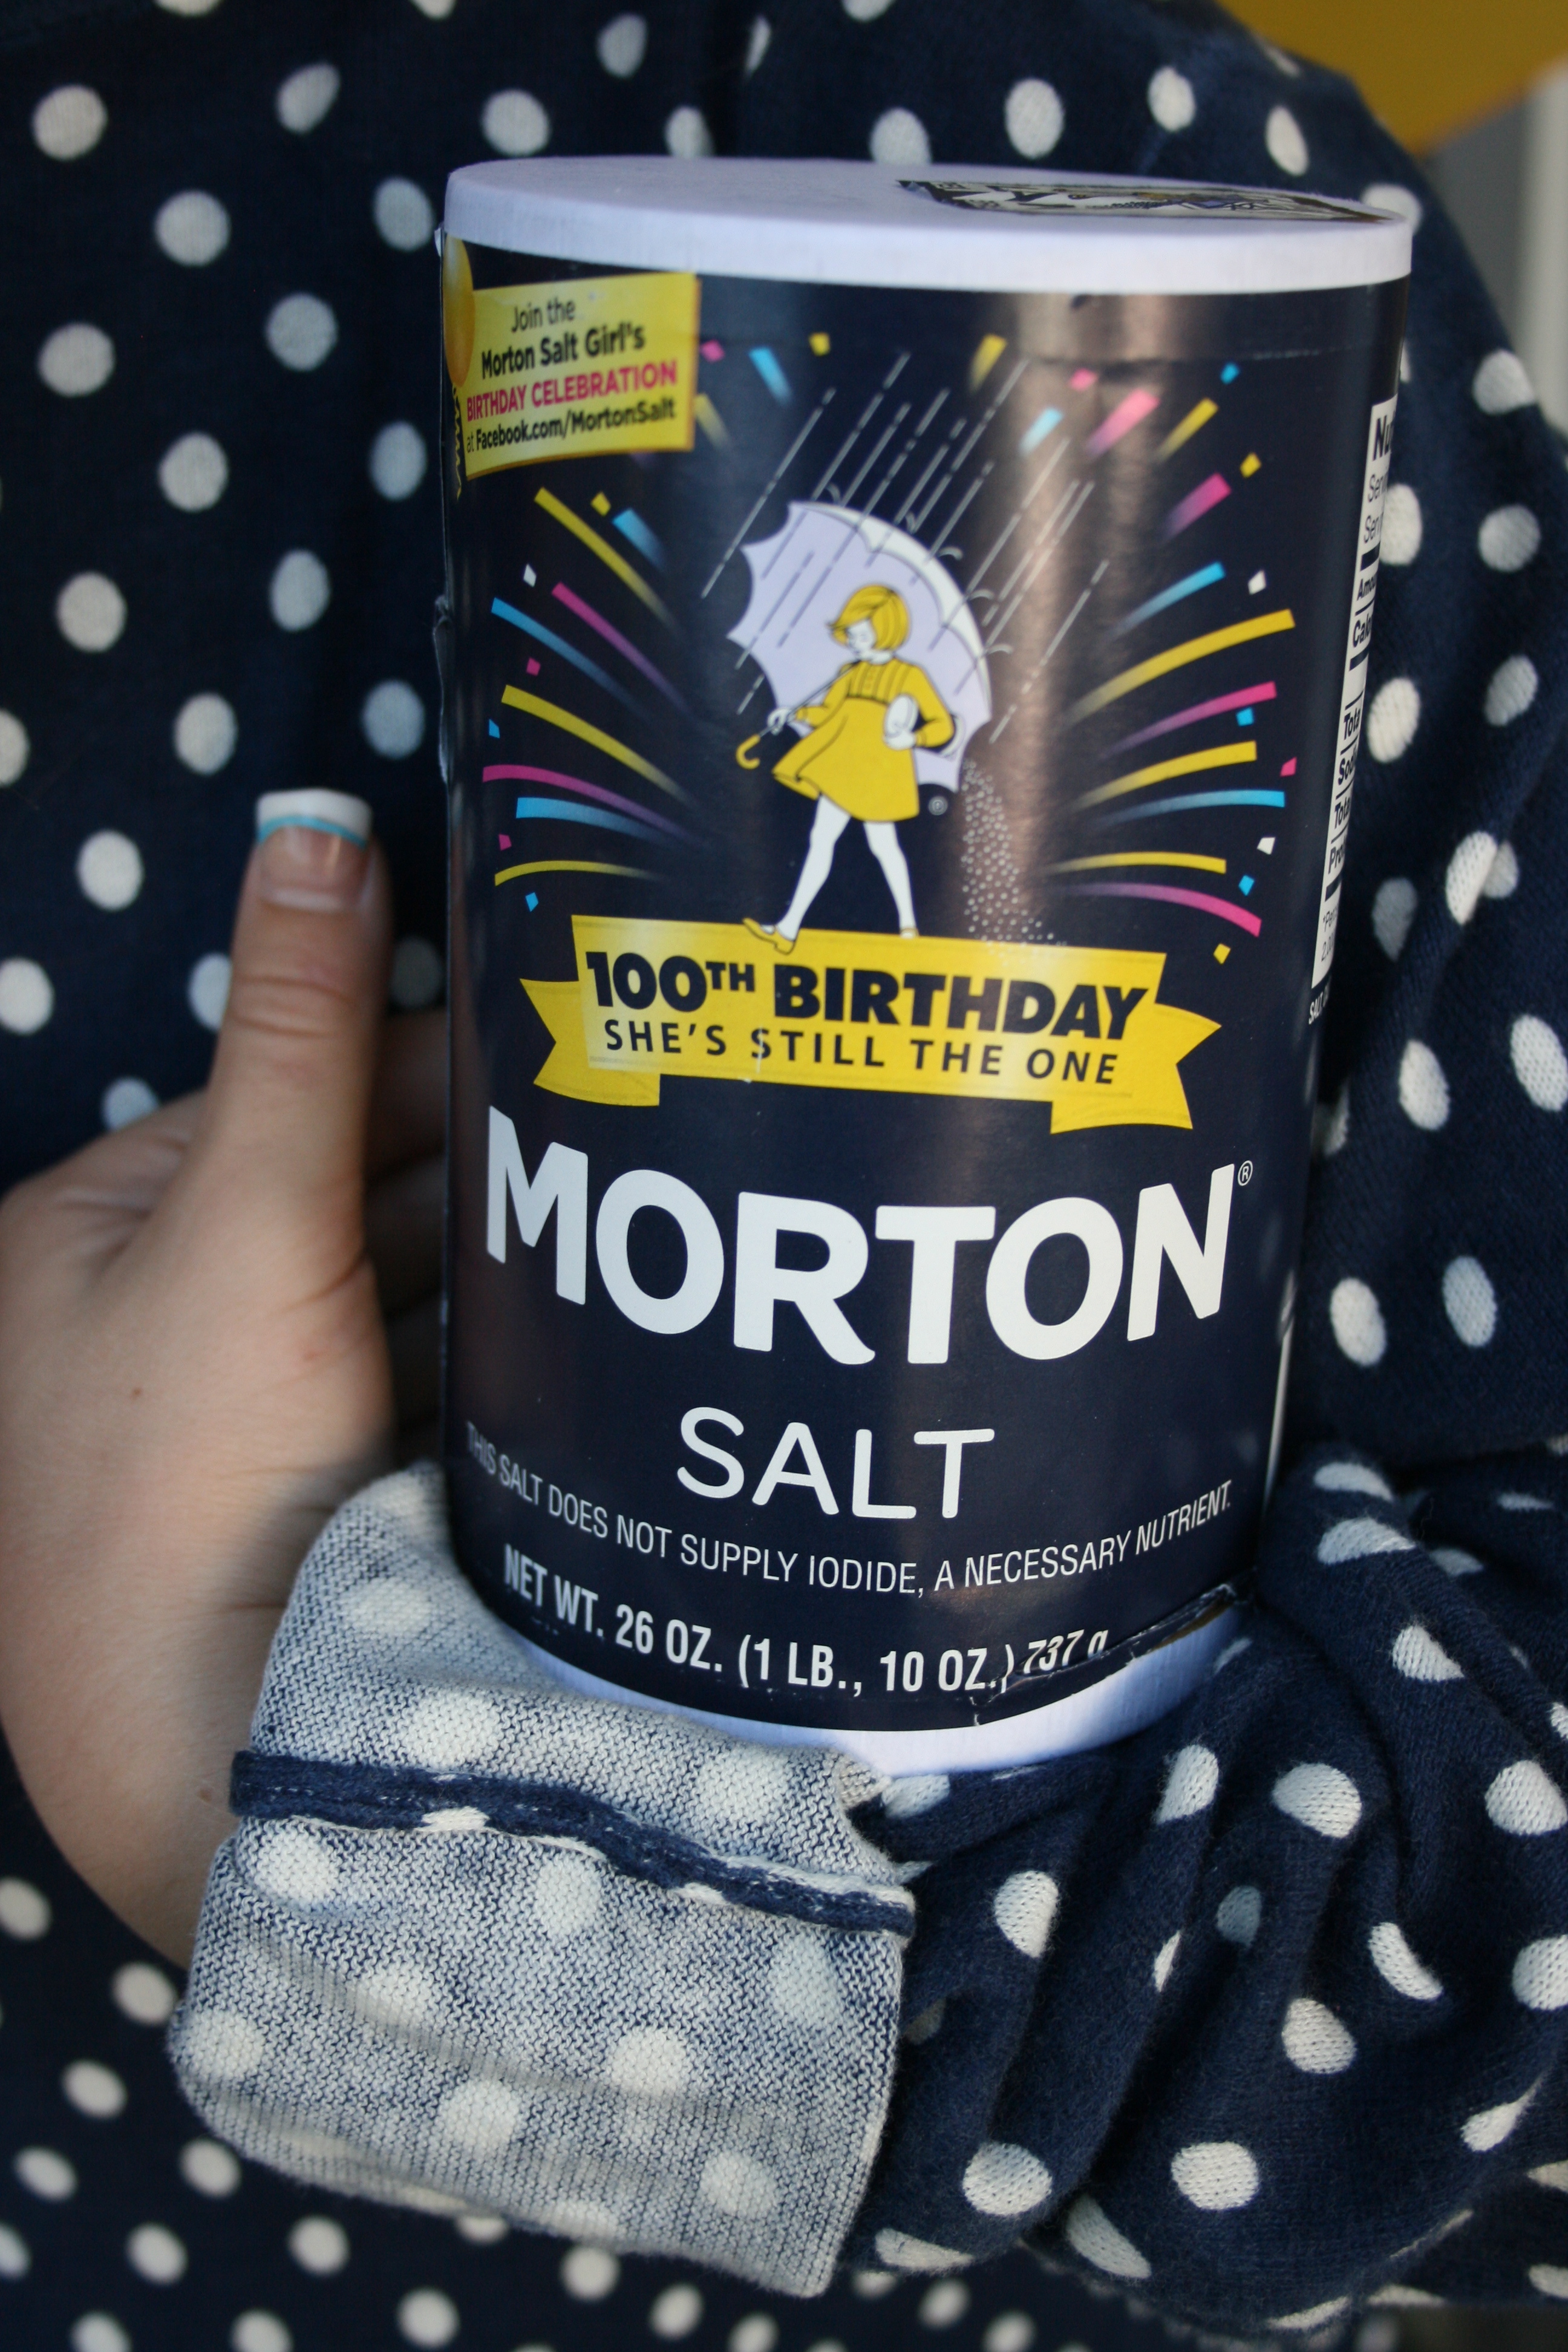 Join the
Morton Salt Girl's
BIRTHDAY CELEBRATION
at Facebook.com/MortonSalt
100TH BIRTHDAY
SHE'S STILL THE ONE
MORTON®
SALT
THIS SALT DOES NOT SUPPLY IODIDE, A NECESSARY NUTRIENT.
NET WT. 26 OZ. (1 LB., 10 OZ.) 737 g